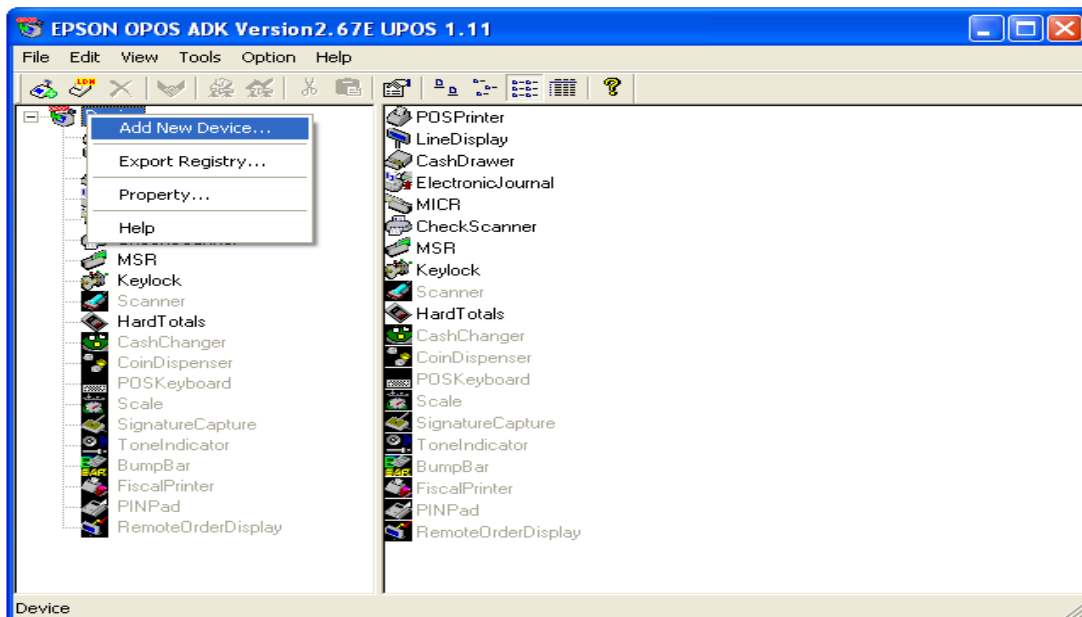 EPSON OPOS ADK Version2.67E UPOS 1.11
File Edit View Tools Option Help
LDN
Add New Device...
Export Registry...
Property...
Help
MSR
Keylock
Scanner
HardTotals
CashChanger
CoinDispenser
POSKeyboard
Scale
SignatureCapture
ToneIndicator
BumpBar
FiscalPrinter
PINPad
RemoteOrderDisplay
POSPrinter
LineDisplay
CashDrawer
ElectronicJournal
MICR
CheckScanner
MSR
Keylock
Scanner
HardTotals
CashChanger
CoinDispenser
POSKeyboard
Scale
SignatureCapture
ToneIndicator
BumpBar
FiscalPrinter
PINPad
RemoteOrderDisplay
Device